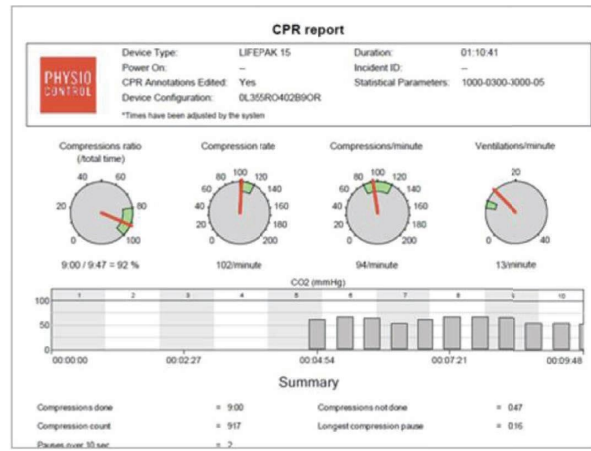 CPR report
PHYSIO
CONTROL
Device Type: LIFEPAK 15 Duration: 01:10:41
Power On: -- Incident ID: --
CPR Annotations Edited: Yes Statistical Parameters: 1000-0300-3000-05
Device Configuration: 0L355RO402B9OR
*Times have been adjusted by the system
Compressions ratio
(/total time)
Compression rate
Compressions/minute
Ventilations/minute
20 40 60 80 100
0 20 40 60 80 100 120 140 160 180 200
0 20 40 60 80 100 120 140 160 180 200
0 20 40
9:00 / 9:47 = 92 % 102/minute 94/minute 13/minute
CO2 (mmHg)
100 1 2 3 4 5 6 7 8 9 10
50
0
00:00:00 00:02:27 00:04:54 00:07:21 00:09:48
Summary
Compressions done = 9:00 Compressions not done = 0:47
Compression count = 917 Longest compression pause = 0:16
Pauses over 10 sec = 2